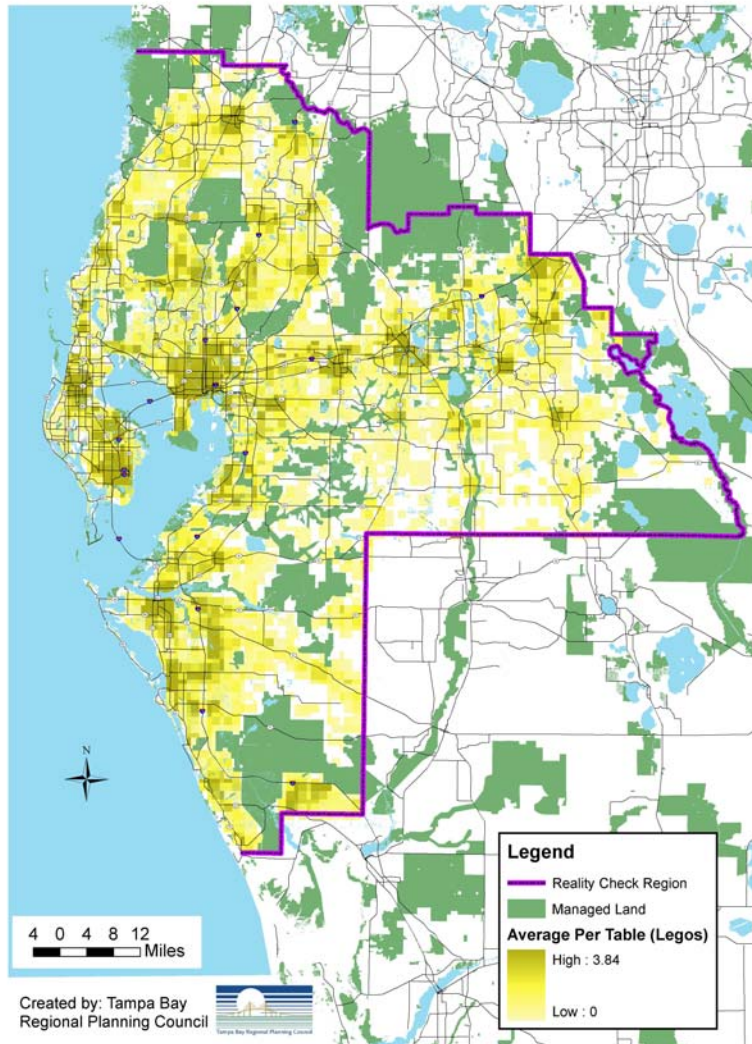 N
4 0 4 8 12
Miles
Created by: Tampa Bay
Regional Planning Council
Tampa Bay Regional Planning Council
Legend
Reality Check Region
Managed Land
Average Per Table (Legos)
High : 3.84
Low : 0